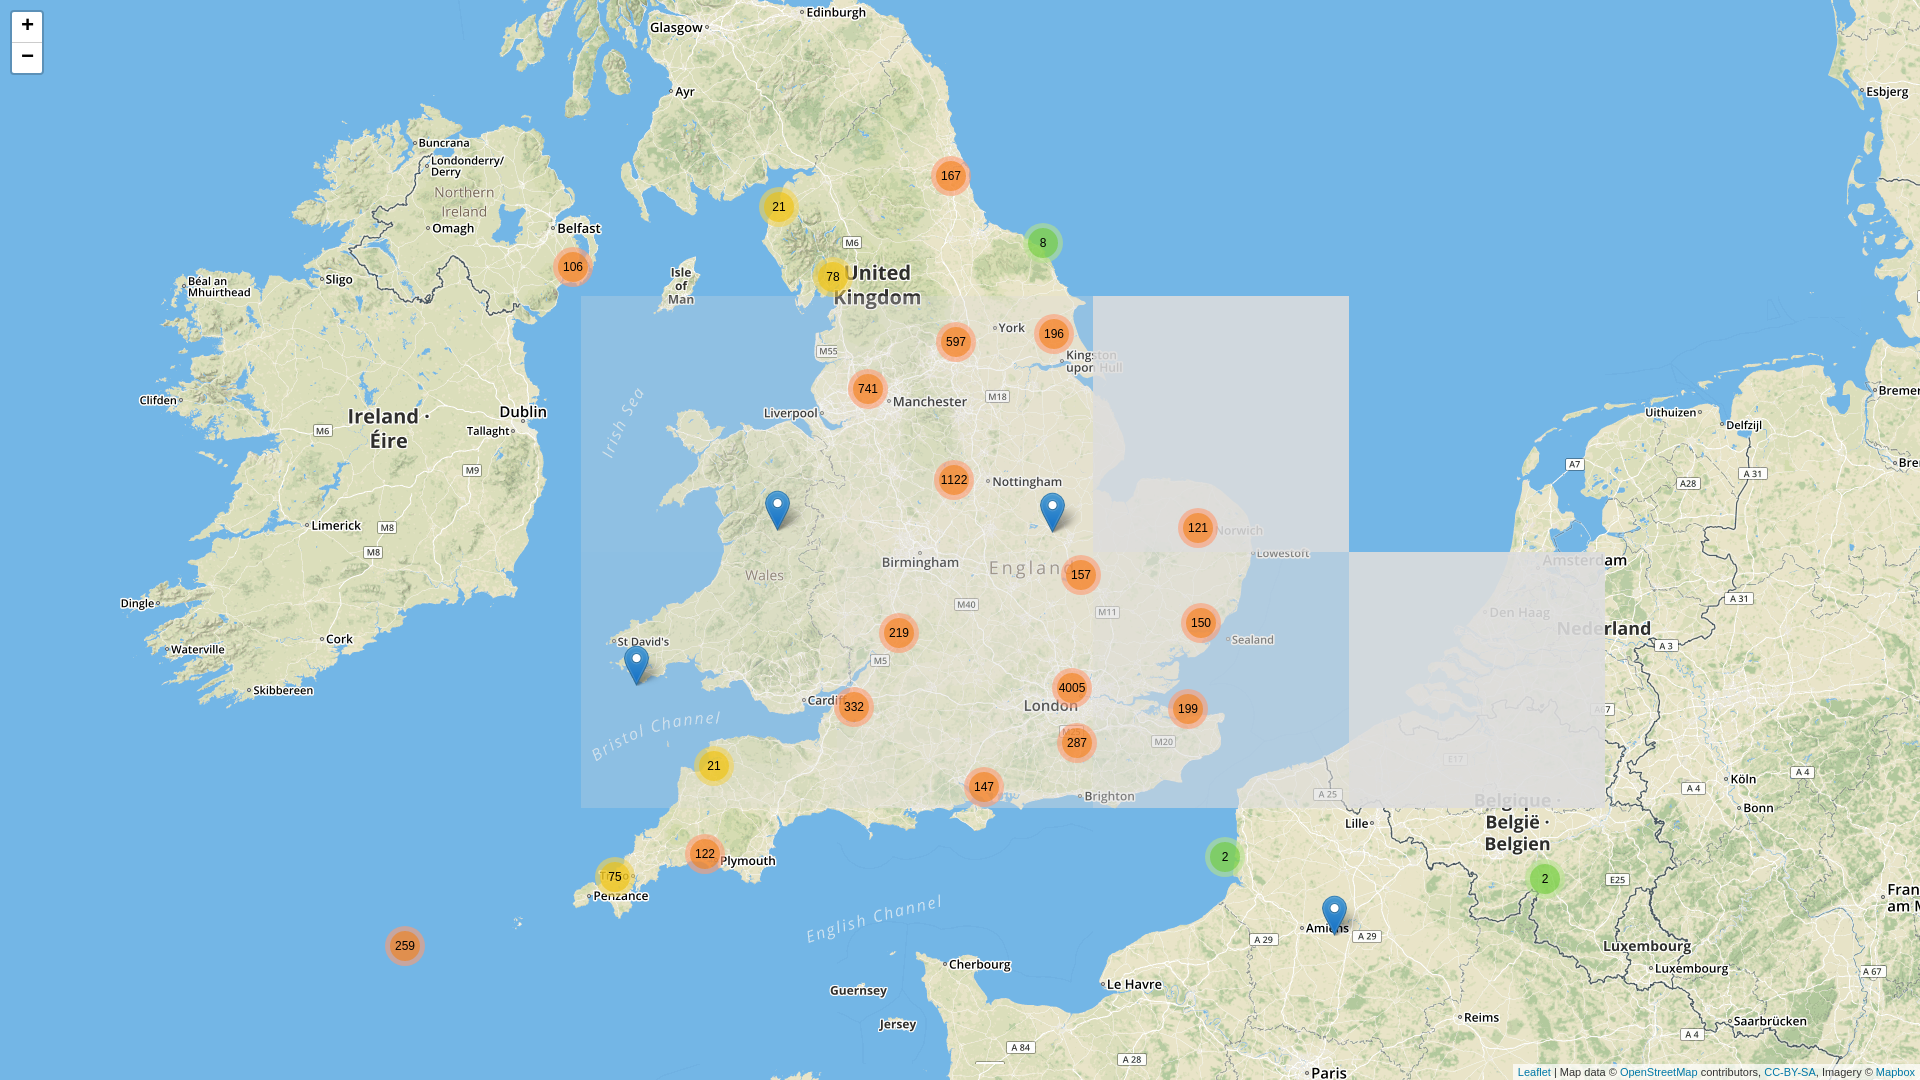 +
−
Edinburgh
Glasgow
Ayr
Esbjerg
Buncrana
Londonderry/
Derry
Northern
Ireland
Omagh
Belfast
167
21
8
106
M6
78
United
Kingdom
Isle
of
Man
Sligo
Béal an
Mhuirthead
York
196
597
Kingston
upon Hull
M55
741
Manchester
M18
Liverpool
Irish Sea
Clifden
Dublin
Tallaght
Ireland ·
Éire
M6
M9
Bremer
Uithuizen
Delfzijl
A7
A 31
A28
Bre
1122
Nottingham
Limerick
M8
M8
121
Norwich
Lowestoft
Amsterdam
Birmingham
England
157
Wales
M40
M11
150
Sealand
219
M5
St David's
Dingle
Cork
Waterville
Skibbereen
Den Haag
Nederland
A 31
A 3
4005
London
199
Cardiff
332
287
M20
Bristol Channel
21
147
Brighton
E17
A 25
Belgique ·
België ·
Belgien
Lille
Köln
Bonn
A 4
A 4
122
Plymouth
75
Penzance
2
2
E25
Fran
am M
English Channel
259
Amiens
A 29
A 29
Luxembourg
Luxembourg
A 67
Cherbourg
Guernsey
Jersey
Le Havre
Reims
Saarbrücken
A 4
A 84
A 28
Paris
Leaflet | Map data © OpenStreetMap contributors, CC-BY-SA, Imagery © Mapbox